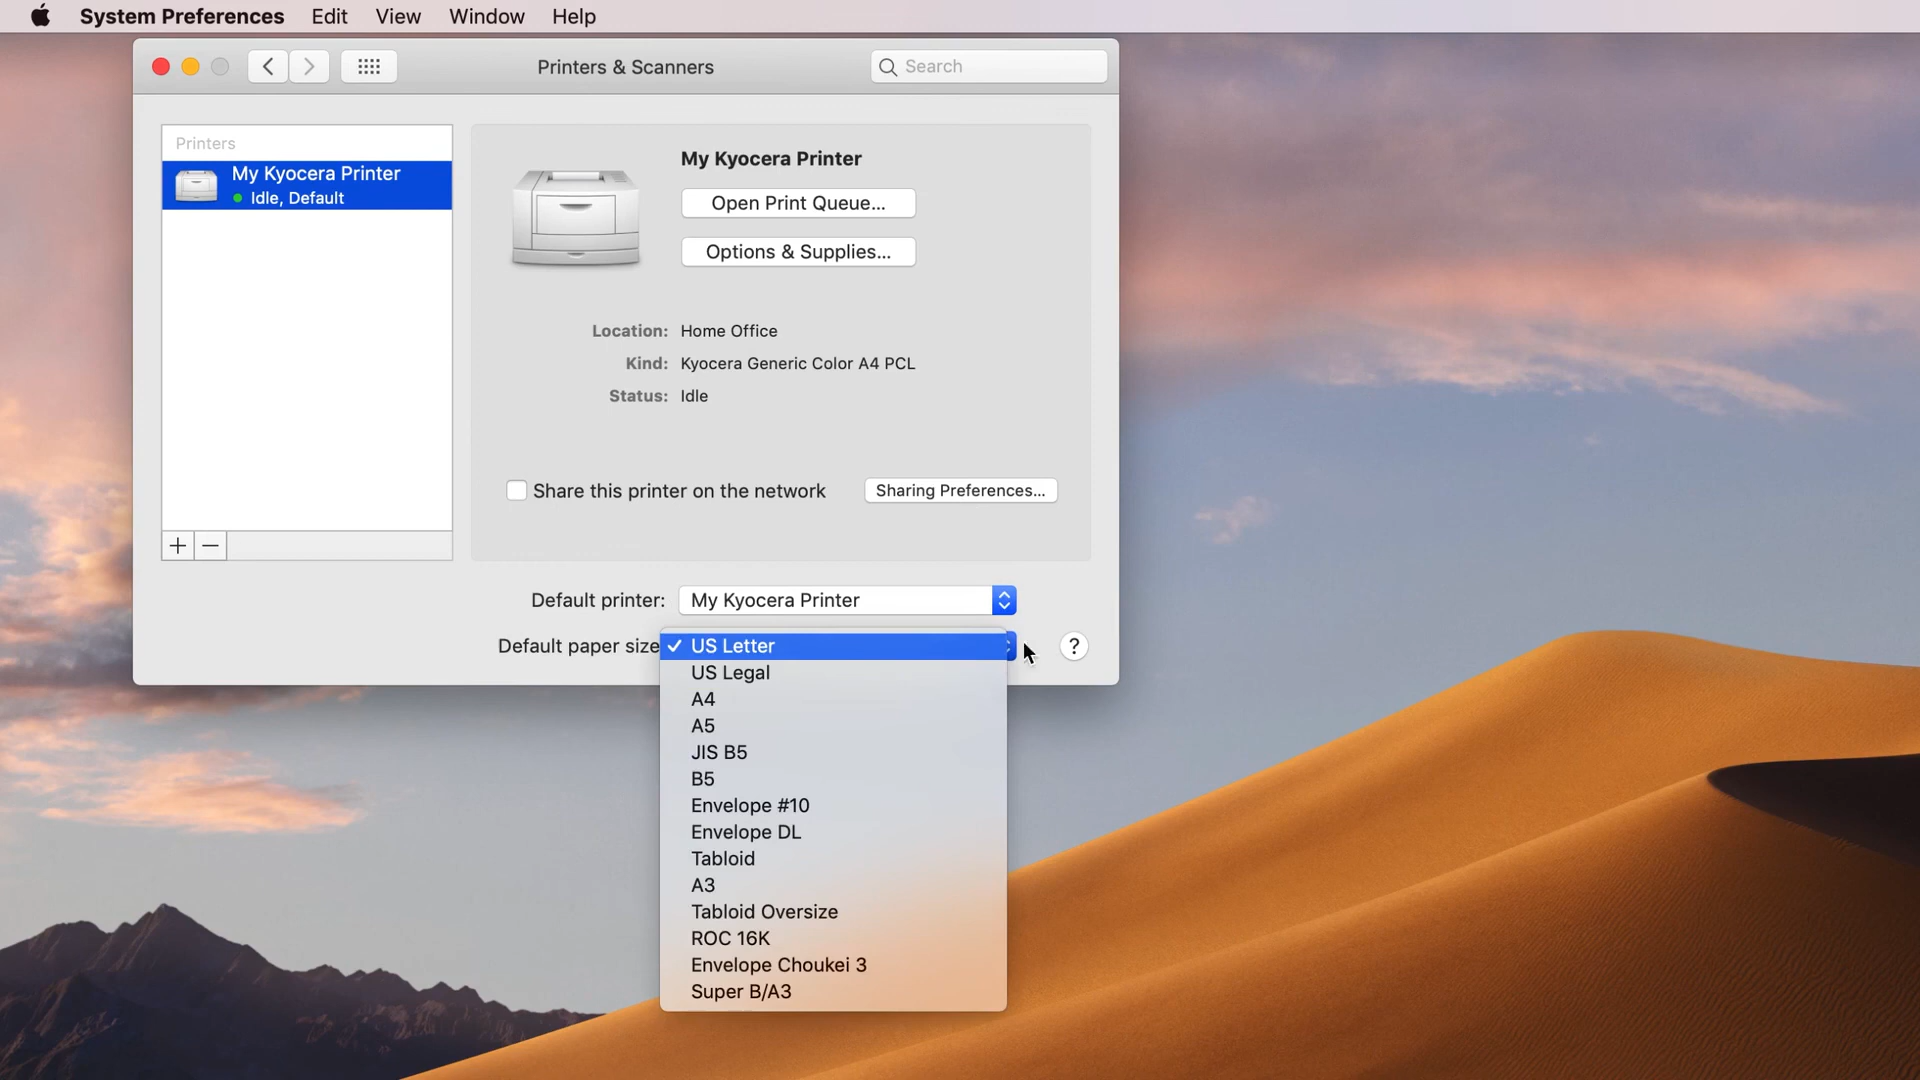 System Preferences Edit View Window Help
Printers & Scanners
Search
Printers
My Kyocera Printer
Idle, Default
My Kyocera Printer
Open Print Queue...
Options & Supplies...
Location: Home Office
Kind: Kyocera Generic Color A4 PCL
Status: Idle
Share this printer on the network
Sharing Preferences...
Default printer: My Kyocera Printer
Default paper size ✓ US Letter ?
US Legal
A4
A5
JIS B5
B5
Envelope #10
Envelope DL
Tabloid
A3
Tabloid Oversize
ROC 16K
Envelope Choukei 3
Super B/A3